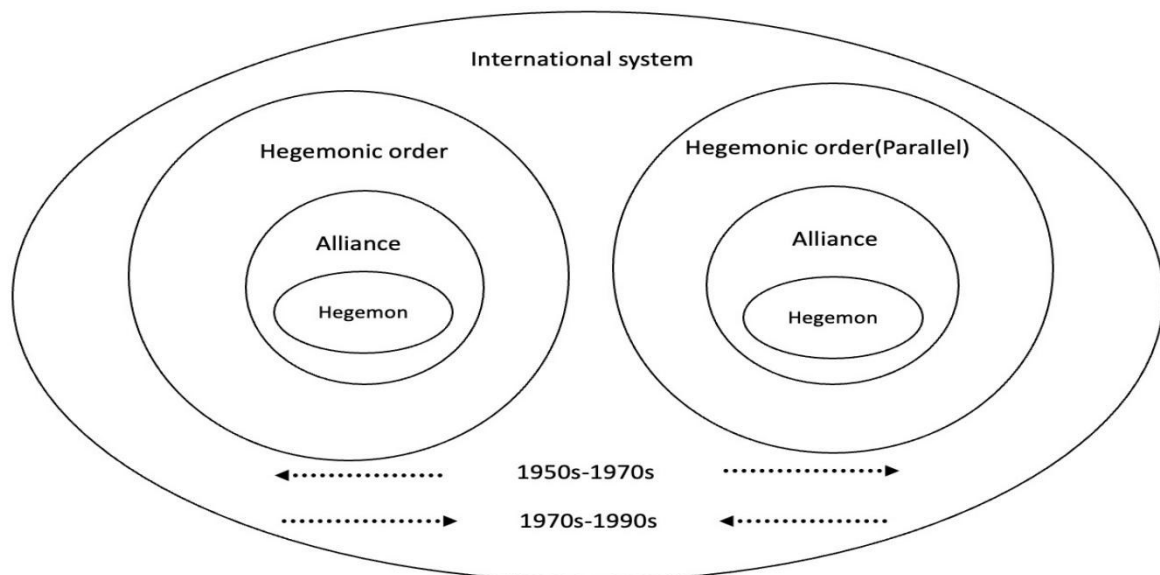 International system
Hegemonic order
Hegemonic order(Parallel)
Alliance
Alliance
Hegemon
Hegemon
1950s-1970s
1970s-1990s